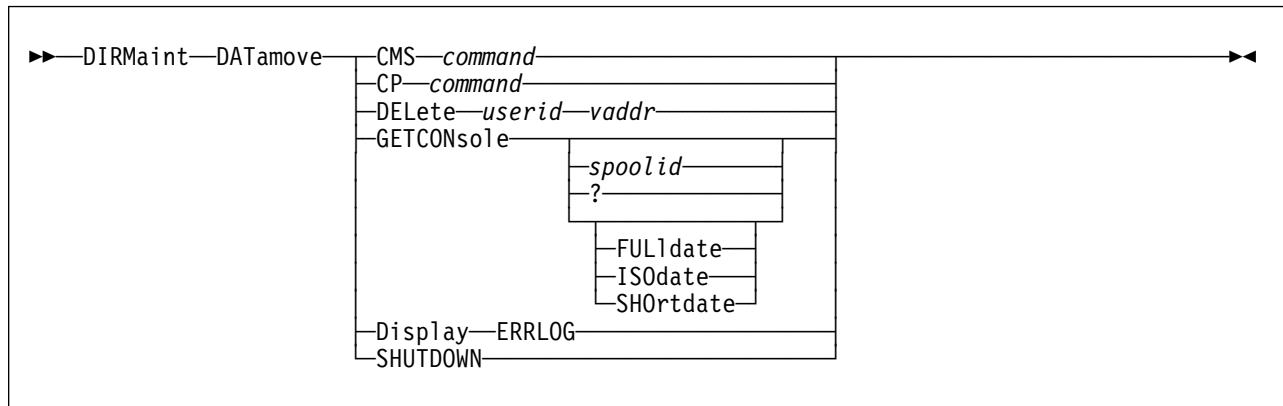 DIRMaint DATamove CMS command
CP command
DELete userid vaddr
GETCONsole
spoolid
?
FULldate
ISOdate
SHOrtdate
Display ERRLOG
SHUTDOWN